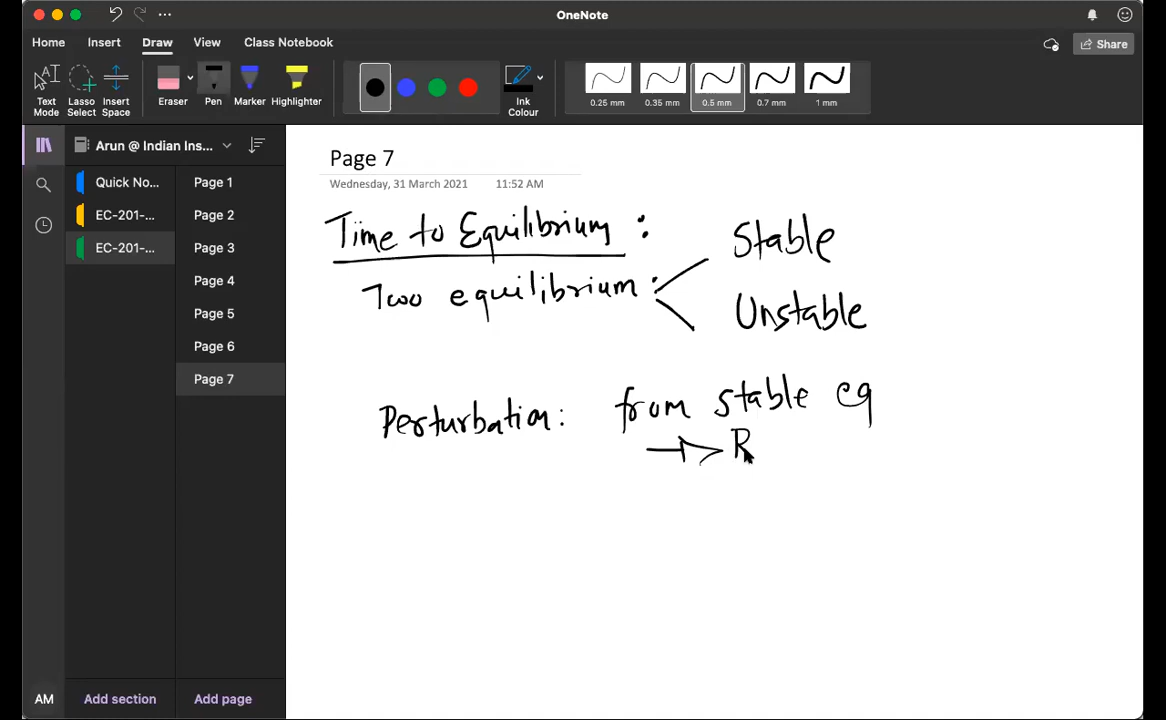 OneNote
Home Insert Draw View Class Notebook
Share
Text Mode
Lasso Select
Insert Space
Eraser
Pen
Marker
Highlighter
Ink Colour
0.25 mm
0.35 mm
0.5 mm
0.7 mm
1 mm
Arun @ Indian Ins...
Quick No...
EC-201-...
EC-201-...
Page 1
Page 2
Page 3
Page 4
Page 5
Page 6
Page 7
AM
Add section
Add page
Page 7
Wednesday, 31 March 2021 11:52 AM
Time to Equilibrium :
Stable
Two equilibrium :
Unstable
Perturbation: from stable eq
R